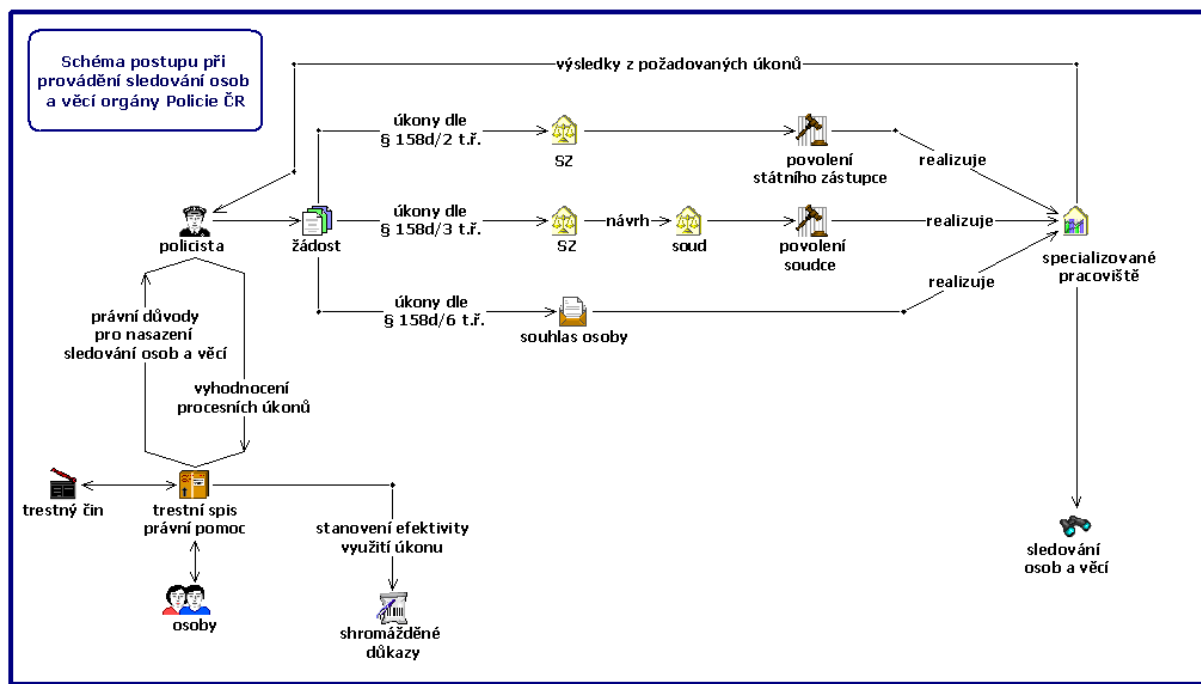 Schéma postupu při
provádění sledování osob
a věcí orgány Policie ČR
výsledky z požadovaných úkonů
úkony dle
§ 158d/2 t.ř.
SZ
povolení
státního zástupce
realizuje
policista
žádost
úkony dle
§ 158d/3 t.ř.
SZ
návrh
soud
povolení
soudce
realizuje
specializované
pracoviště
úkony dle
§ 158d/6 t.ř.
souhlas osoby
realizuje
právní důvody
pro nasazení
sledování osob a věcí
vyhodnocení
procesních úkonů
trestný čin
trestní spis
právní pomoc
stanovení efektivity
využití úkonu
sledování
osob a věcí
osoby
shromážděné
důkazy